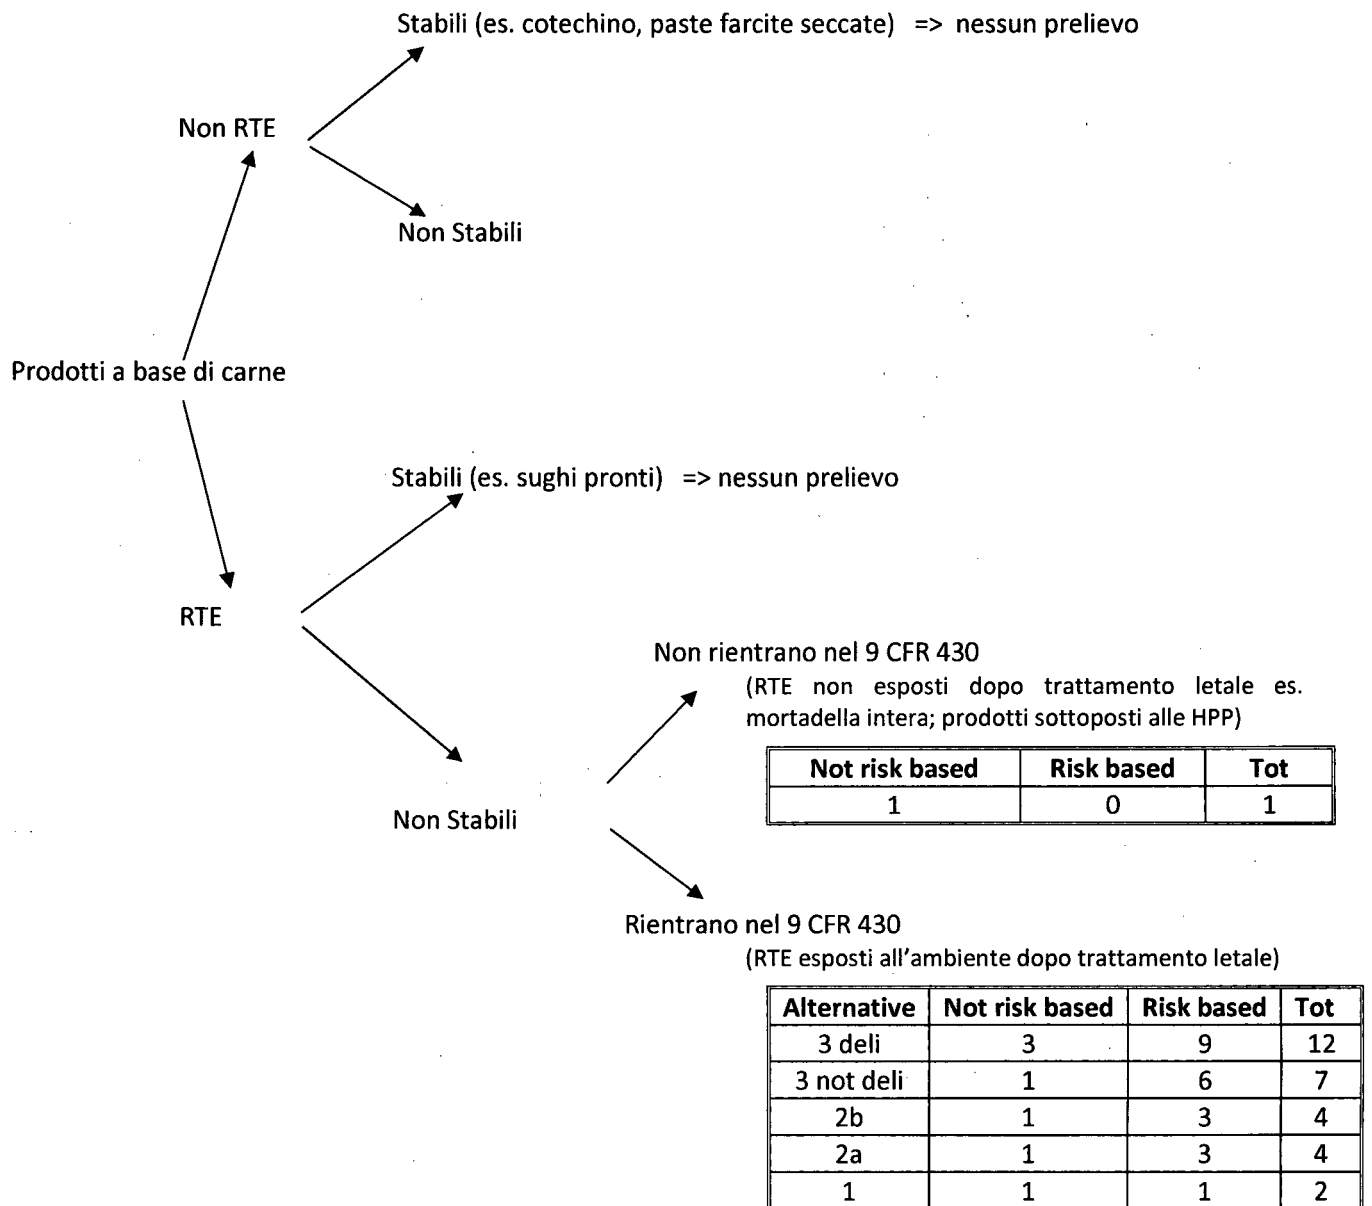 Stabili (es. cotechino, paste farcite seccate) => nessun prelievo
Non RTE
Non Stabili
Prodotti a base di carne
Stabili (es. sughi pronti) => nessun prelievo
RTE
Non rientrano nel 9 CFR 430
(RTE non esposti dopo trattamento letale es.
mortadella intera; prodotti sottoposti alle HPP)
Not risk based Risk based Tot
1 0 1
Non Stabili
Rientrano nel 9 CFR 430
(RTE esposti all'ambiente dopo trattamento letale)
Alternative Not risk based Risk based Tot
3 deli 3 9 12
3 not deli 1 6 7
2b 1 3 4
2a 1 3 4
1 1 1 2